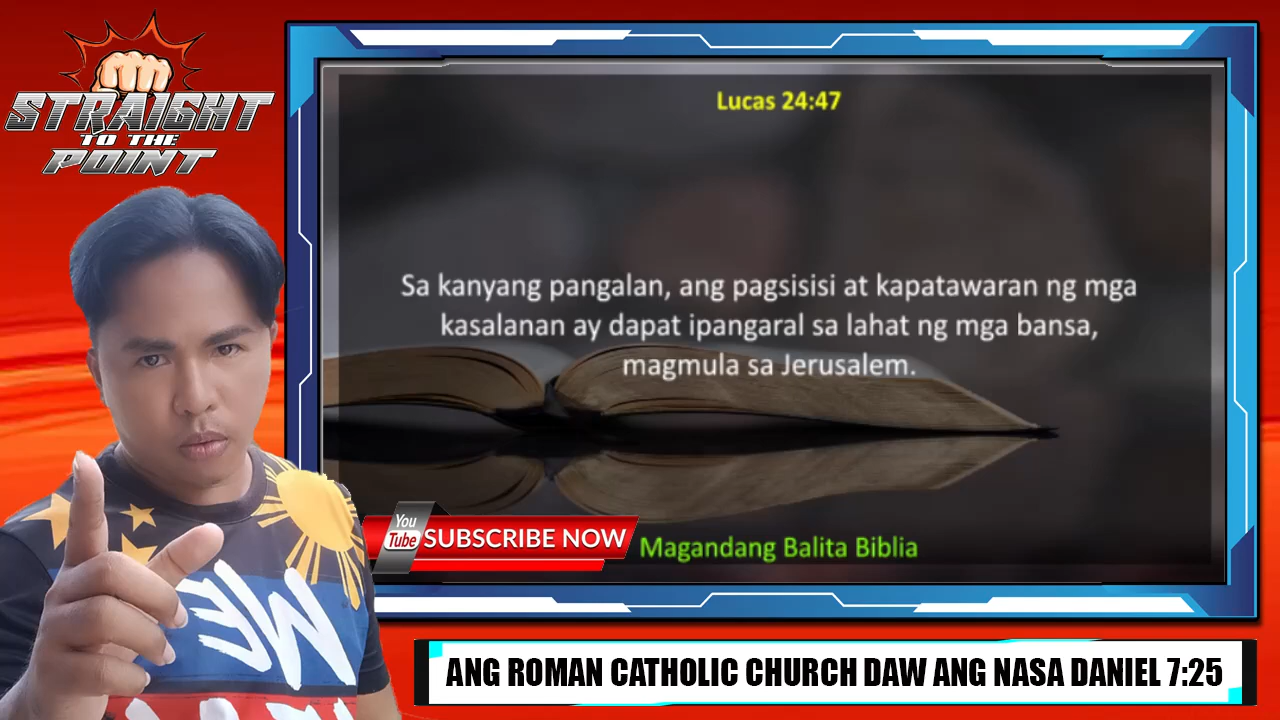 STRAIGHT
TO THE
POINT
Lucas 24:47
Sa kanyang pangalan, ang pagsisisi at kapatawaran ng mga
kasalanan ay dapat ipangaral sa lahat ng mga bansa,
magmula sa Jerusalem.
You
Tube
SUBSCRIBE NOW
Magandang Balita Biblia
ANG ROMAN CATHOLIC CHURCH DAW ANG NASA DANIEL 7:25